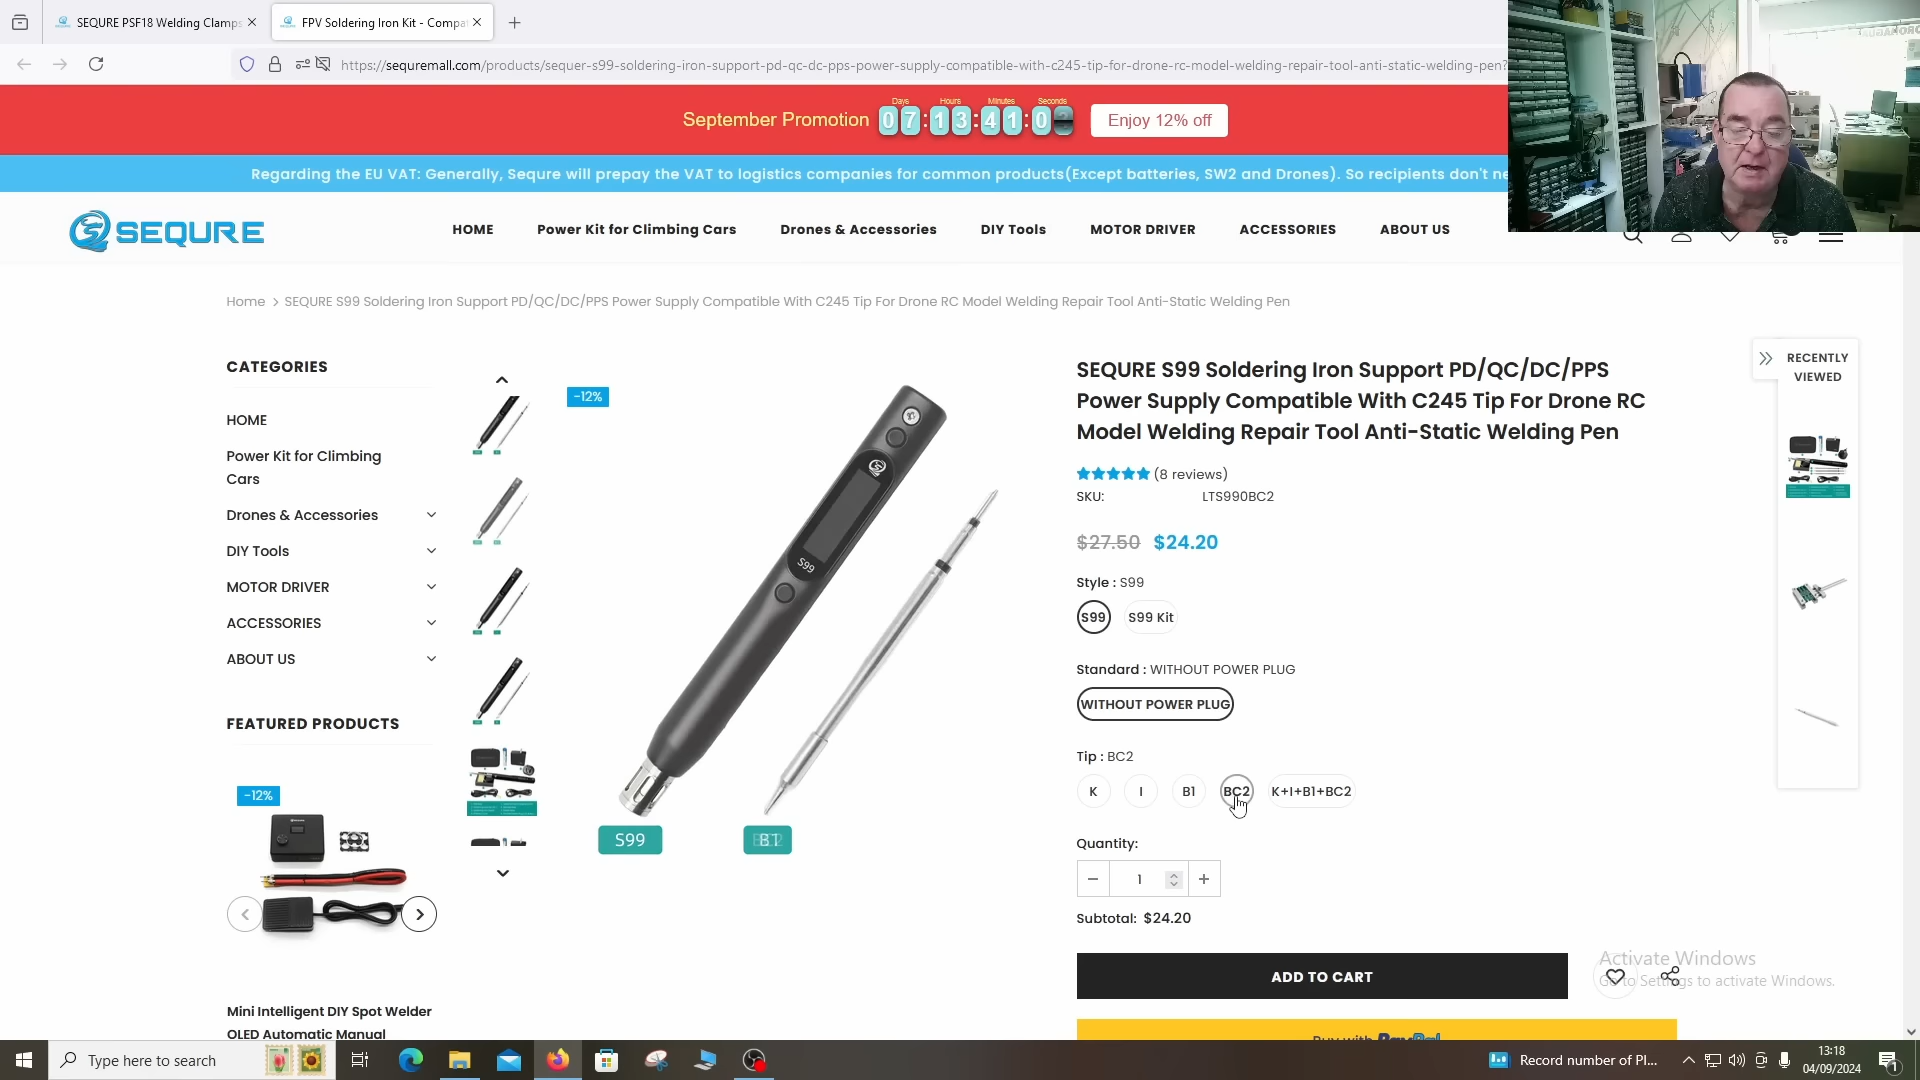 SEQURE PSF18 Welding Clamps
FPV Soldering Iron Kit - Compa
https://sequremall.com/products/sequer-s99-soldering-iron-support-pd-qc-dc-pps-power-supply-compatible-with-c245-tip-for-drone-rc-model-welding-repair-tool-anti-static-welding-pen?
September Promotion
Days
Hours
Minutes
Seconds
07:13:41:0
Enjoy 12% off
Regarding the EU VAT: Generally, Sequre will prepay the VAT to logistics companies for common products(Except batteries, SW2 and Drones). So recipients don't ne
SEQURE
HOME
Power Kit for Climbing Cars
Drones & Accessories
DIY Tools
MOTOR DRIVER
ACCESSORIES
ABOUT US
Home > SEQURE S99 Soldering Iron Support PD/QC/DC/PPS Power Supply Compatible With C245 Tip For Drone RC Model Welding Repair Tool Anti-Static Welding Pen
CATEGORIES
HOME
Power Kit for Climbing
Cars
Drones & Accessories
DIY Tools
MOTOR DRIVER
ACCESSORIES
ABOUT US
FEATURED PRODUCTS
-12%
Mini Intelligent DIY Spot Welder
OLED Automatic Manual
-12%
S99
S99
SEQURE S99 Soldering Iron Support PD/QC/DC/PPS
Power Supply Compatible With C245 Tip For Drone RC
Model Welding Repair Tool Anti-Static Welding Pen
(8 reviews)
SKU: LTS990BC2
$27.50 $24.20
Style : S99
S99
S99 Kit
Standard : WITHOUT POWER PLUG
WITHOUT POWER PLUG
Tip : BC2
K
I
B1
BC2
K+I+B1+BC2
Quantity:
1
Subtotal: $24.20
ADD TO CART
Buy with PayPal
RECENTLY
VIEWED
Activate Windows
Go to Settings to activate Windows.
Type here to search
Record number of Pl...
13:18
04/09/2024
1